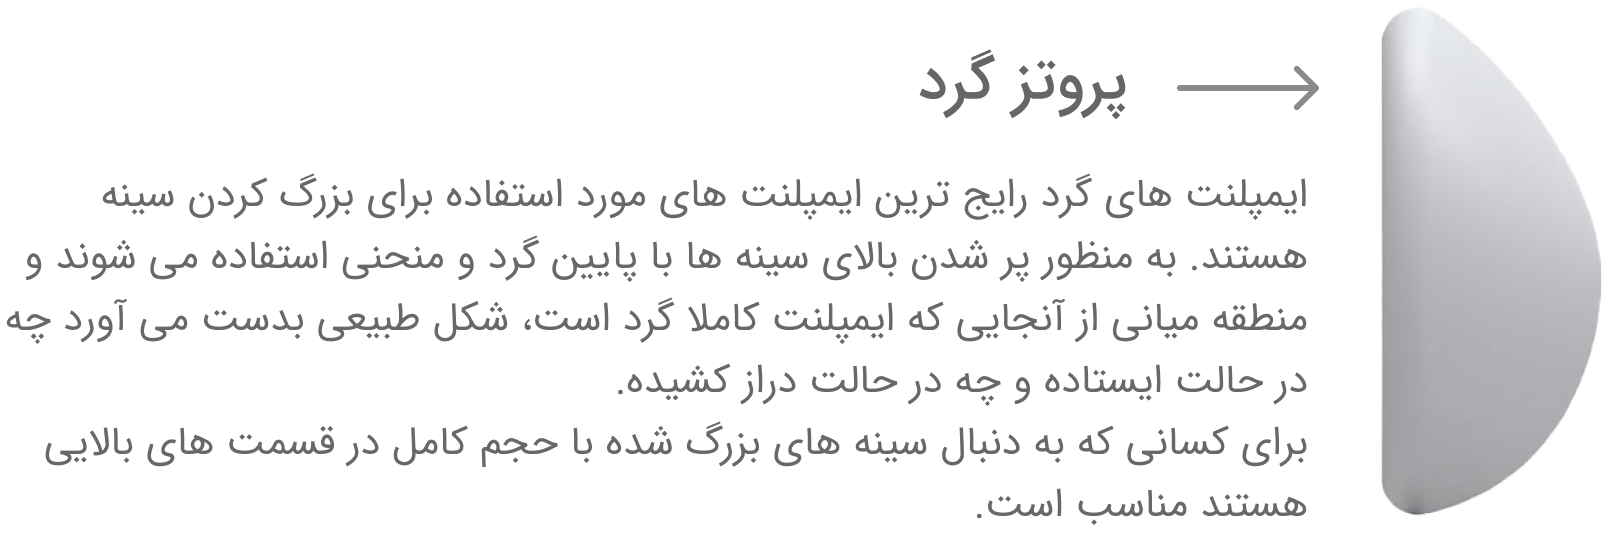 پروتز گرد
ایمپلنت های گرد رایج ترین ایمپلنت های مورد استفاده برای بزرگ کردن سینه
هستند. به منظور پر شدن بالای سینه ها با پایین گرد و منحنی استفاده می شوند و
منطقه میانی از آنجایی که ایمپلنت کاملا گرد است، شکل طبیعی بدست می آورد چه
در حالت ایستاده و چه در حالت دراز کشیده.
برای کسانی که به دنبال سینه های بزرگ شده با حجم کامل در قسمت های بالایی
هستند مناسب است.